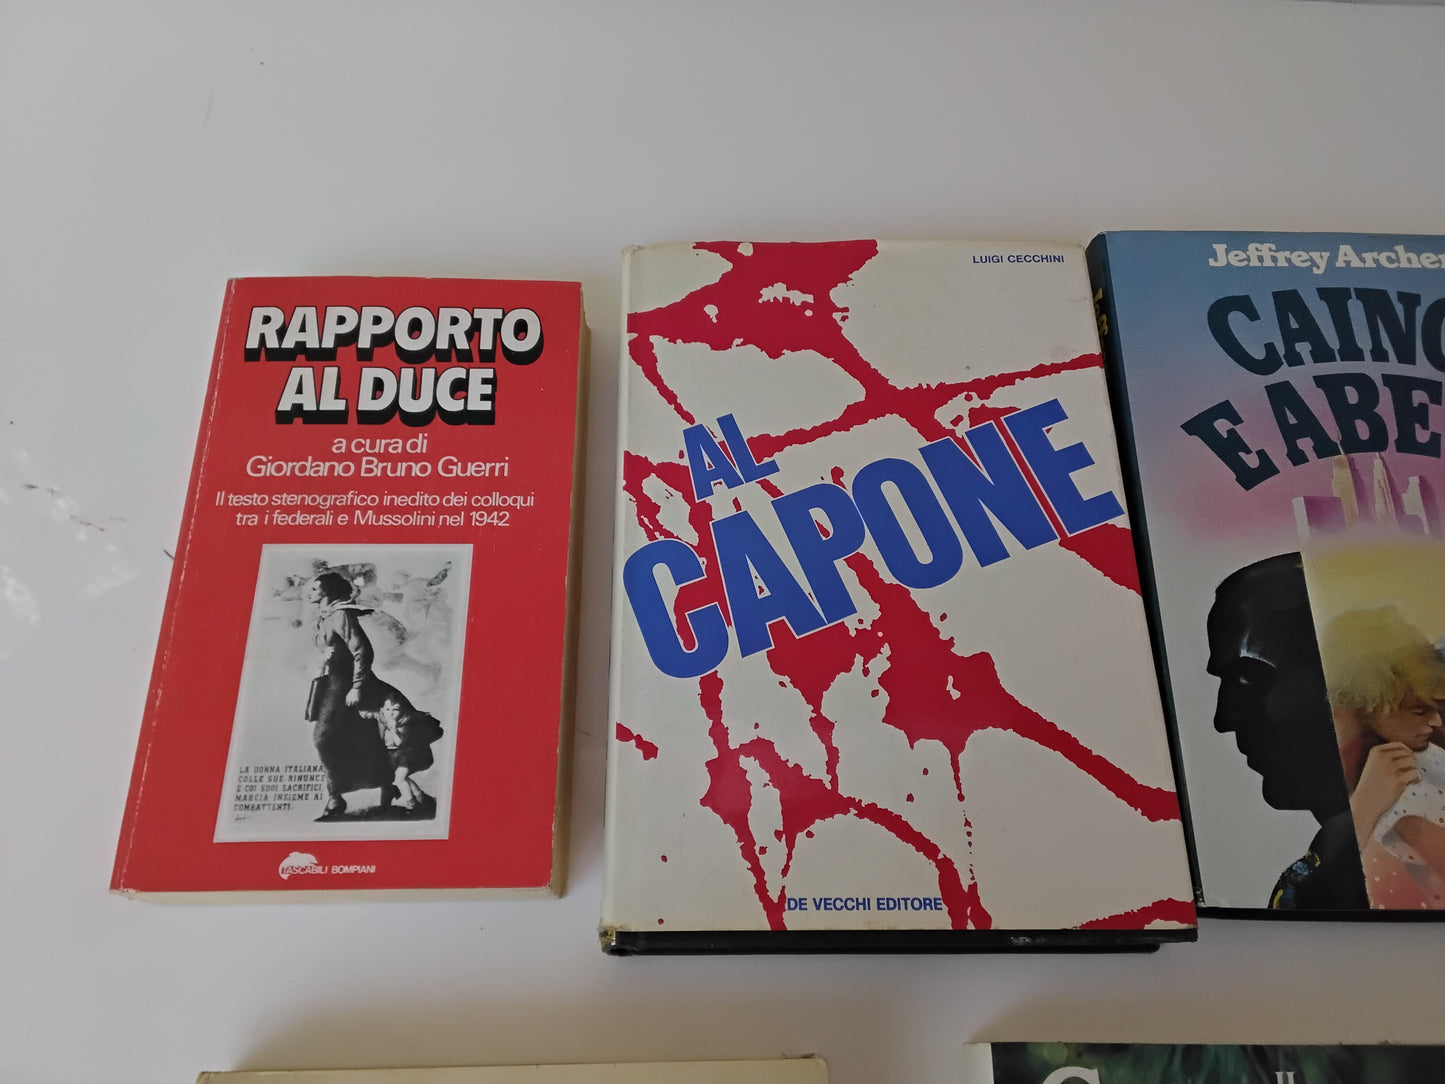 RAPPORTO
AL DUCE
a cura di
Giordano Bruno Guerri
Il testo stenografico inedito dei colloqui
tra i federali e Mussolini nel 1942
LA DONNA ITALIANA,
COLLE SUE RINUNCE
E COI SUOI SACRIFICI,
MARCIA INSIEME AI
COMBATTENTI.
TASCABILI BOMPIANI
LUIGI CECCHINI
AL
CAPONE
DE VECCHI EDITORE
Jeffrey Archer
CAINO
E ABE